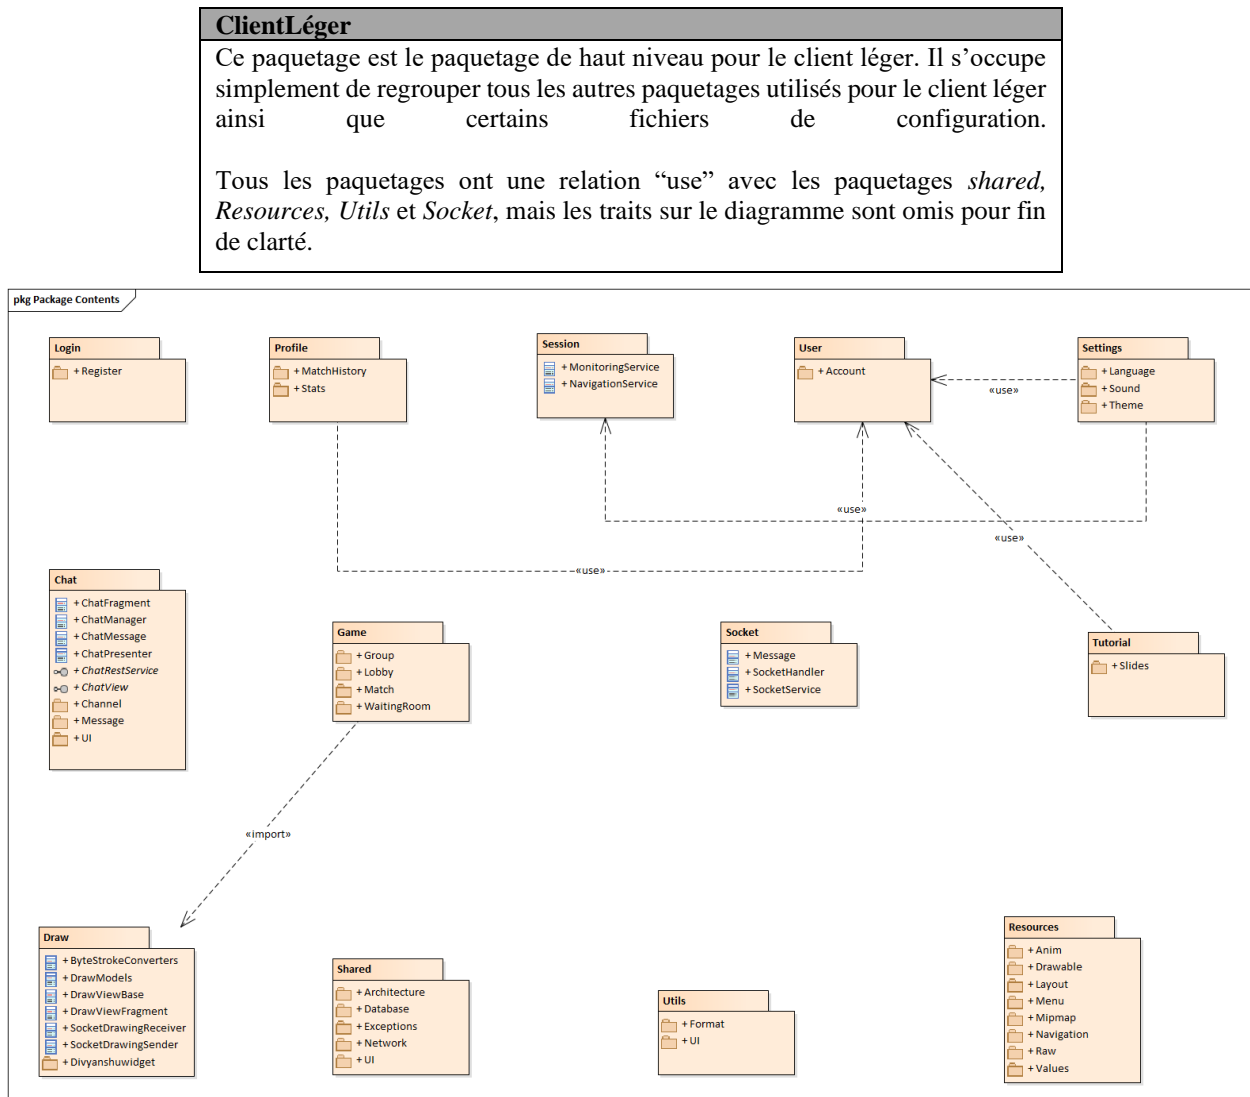 ClientLéger
Ce paquetage est le paquetage de haut niveau pour le client léger. Il s’occupe
simplement de regrouper tous les autres paquetages utilisés pour le client léger
ainsi que certains fichiers de configuration.
Tous les paquetages ont une relation “use” avec les paquetages shared,
Resources, Utils et Socket, mais les traits sur le diagramme sont omis pour fin
de clarté.
pkg Package Contents
Login
+ Register
Profile
+ MatchHistory
+ Stats
Session
+ MonitoringService
+ NavigationService
User
+ Account
Settings
+ Language
+ Sound
+ Theme
«use»
«use»
«use»
«use»
Chat
+ ChatFragment
+ ChatManager
+ ChatMessage
+ ChatPresenter
+ ChatRestService
+ ChatView
+ Channel
+ Message
+ UI
Game
+ Group
+ Lobby
+ Match
+ WaitingRoom
Socket
+ Message
+ SocketHandler
+ SocketService
Tutorial
+ Slides
«import»
Draw
+ ByteStrokeConverters
+ DrawModels
+ DrawViewBase
+ DrawViewFragment
+ SocketDrawingReceiver
+ SocketDrawingSender
+ Divyanshuwidget
Shared
+ Architecture
+ Database
+ Exceptions
+ Network
+ UI
Utils
+ Format
+ UI
Resources
+ Anim
+ Drawable
+ Layout
+ Menu
+ Mipmap
+ Navigation
+ Raw
+ Values